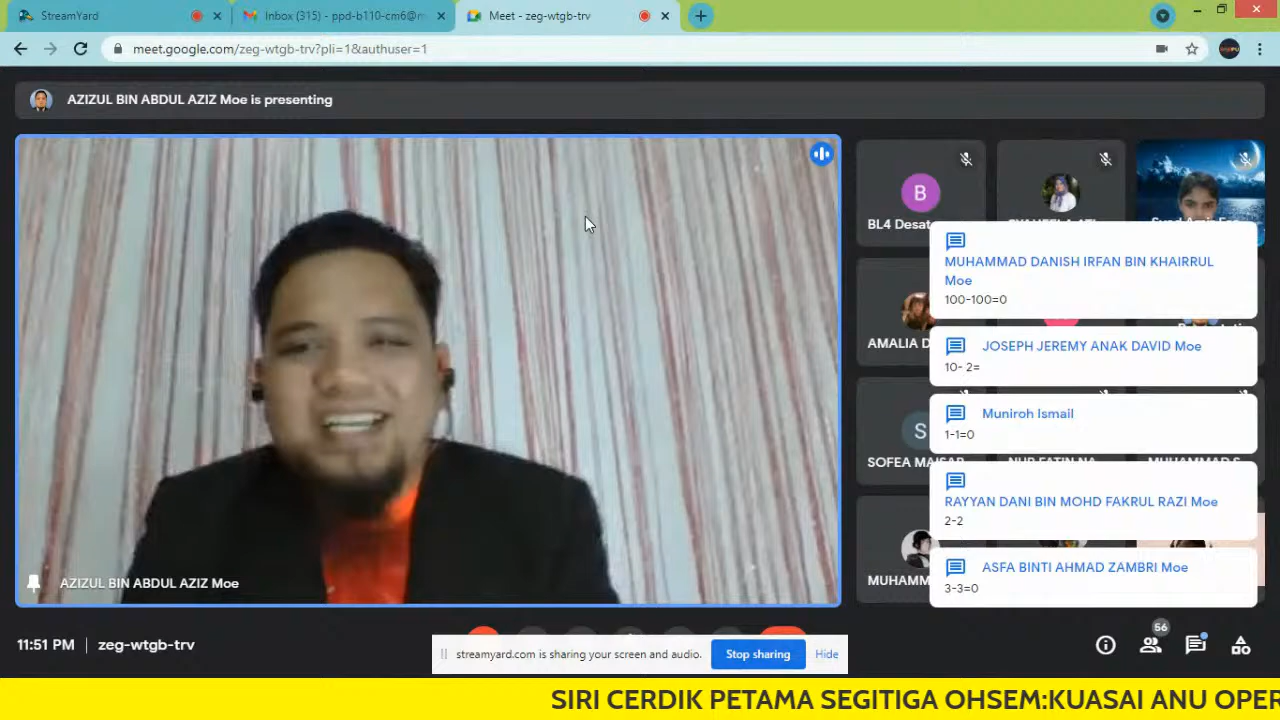 StreamYard
Inbox (315) - ppd-b110-cm6@m
Meet - zeg-wtgb-trv
meet.google.com/zeg-wtgb-trv?pli=1&authuser=1
AZIZUL BIN ABDUL AZIZ Moe is presenting
B
BL4 Desat
AMALIA D
S
SOFEA MAISAR
MUHAMM
MUHAMMAD DANISH IRFAN BIN KHAIRRUL
Moe
100-100=0
JOSEPH JEREMY ANAK DAVID Moe
10- 2=
Muniroh Ismail
1-1=0
RAYYAN DANI BIN MOHD FAKRUL RAZI Moe
2-2
ASFA BINTI AHMAD ZAMBRI Moe
3-3=0
AZIZUL BIN ABDUL AZIZ Moe
11:51 PM | zeg-wtgb-trv
56
streamyard.com is sharing your screen and audio.
Stop sharing
Hide
SIRI CERDIK PETAMA SEGITIGA OHSEM:KUASAI ANU OPER